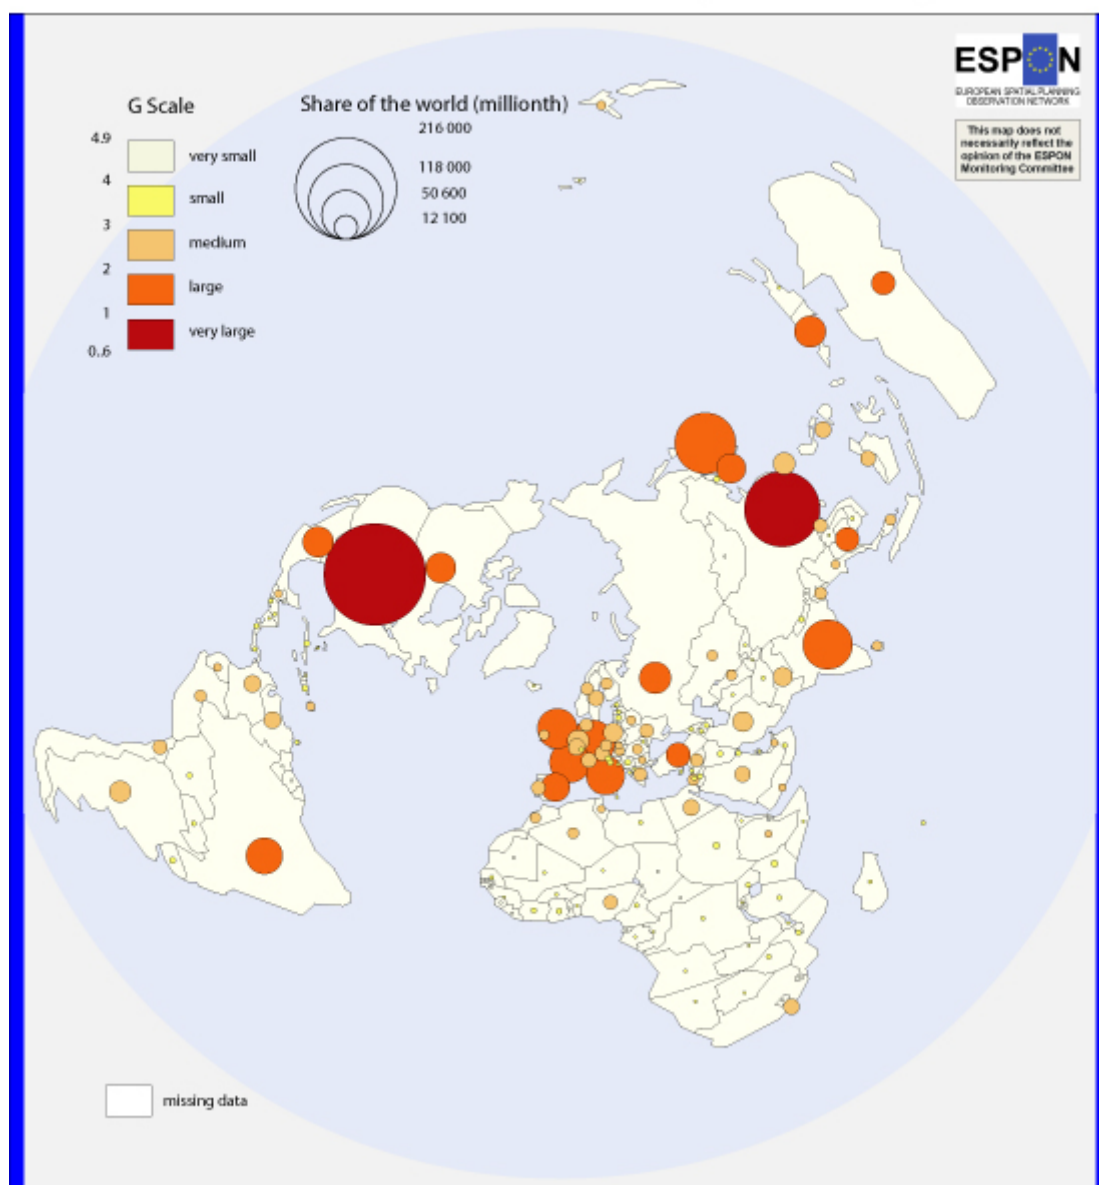 ESPON
EUROPEAN SPATIAL PLANNING
OBSERVATION NETWORK
This map does not
necessarily reflect the
opinion of the ESPON
Monitoring Committee
G Scale
4.9
very small
4
small
3
medium
2
large
1
very large
0..6
Share of the world (millionth)
216 000
118 000
50 600
12 100
missing data